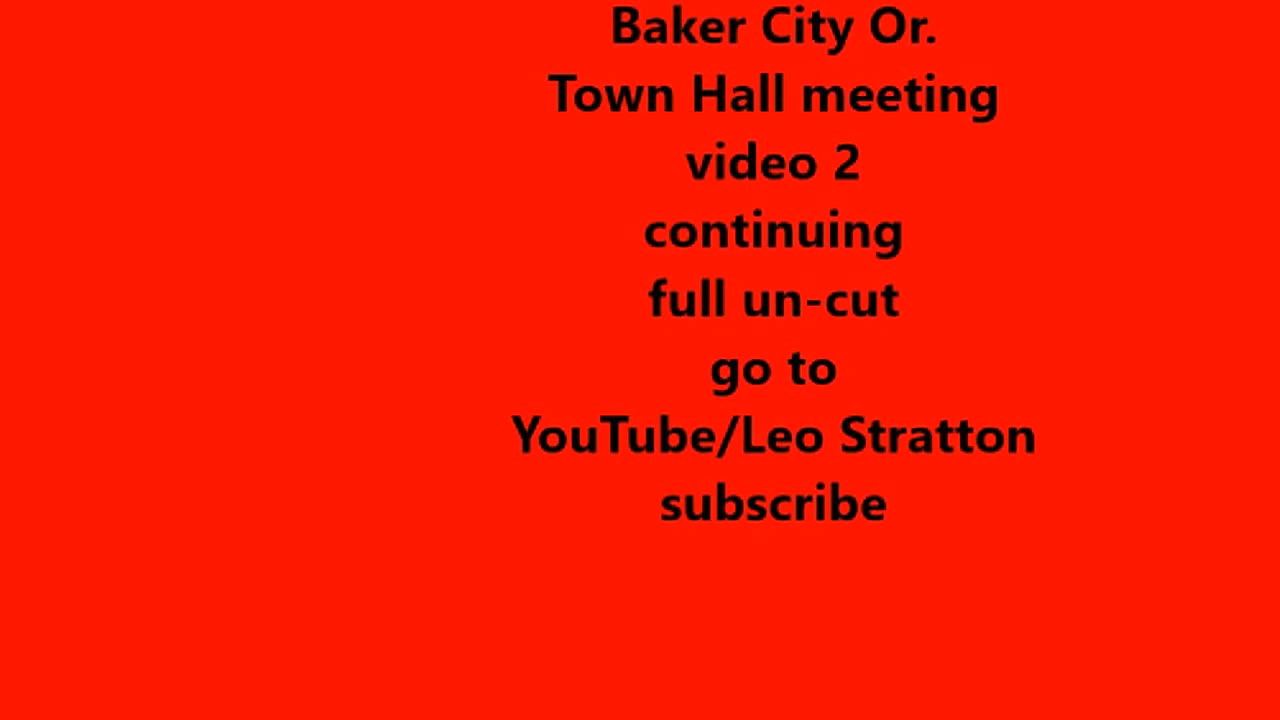 Baker City Or.
Town Hall meeting
video 2
continuing
full un-cut
go to
YouTube/Leo Stratton
subscribe